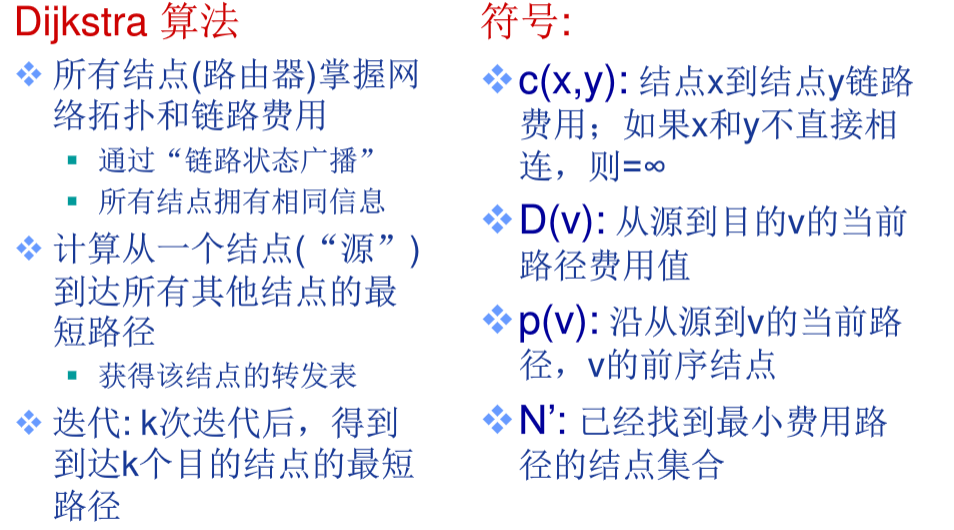 Dijkstra 算法
所有结点(路由器)掌握网
络拓扑和链路费用
通过“链路状态广播”
所有结点拥有相同信息
计算从一个结点(“源”)
到达所有其他结点的最
短路径
获得该结点的转发表
迭代: k次迭代后，得到
到达k个目的结点的最短
路径
符号:
c(x,y): 结点x到结点y链路
费用；如果x和y不直接相
连，则=∞
D(v): 从源到目的v的当前
路径费用值
p(v): 沿从源到v的当前路
径，v的前序结点
N’: 已经找到最小费用路
径的结点集合